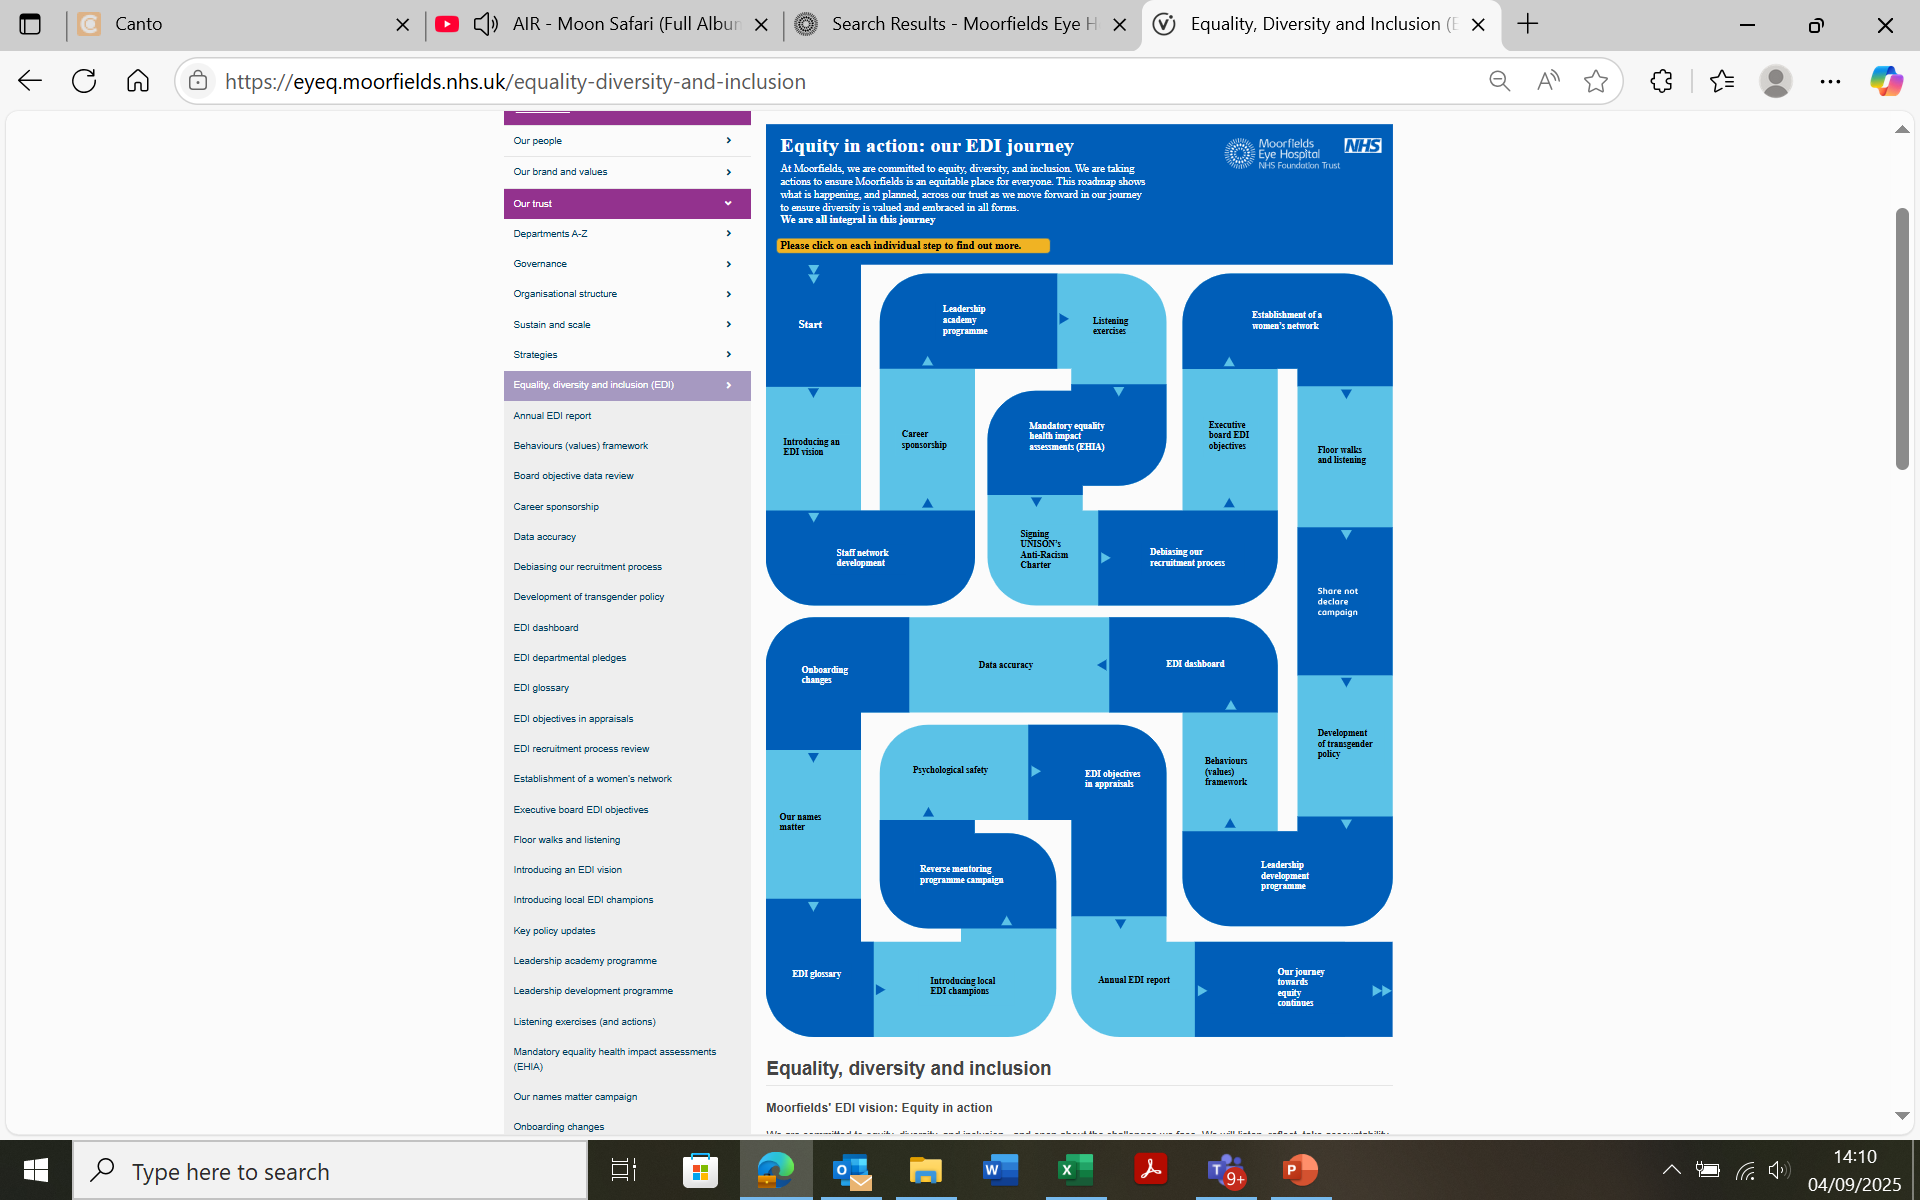 Canto
AIR - Moon Safari (Full Albu
Search Results - Moorfields Eye H
Equality, Diversity and Inclusion (E
https://eyeq.moorfields.nhs.uk/equality-diversity-and-inclusion
Our people
Our brand and values
Our trust
Departments A-Z
Governance
Organisational structure
Sustain and scale
Strategies
Equality, diversity and inclusion (EDI)
Annual EDI report
Behaviours (values) framework
Board objective data review
Career sponsorship
Data accuracy
Debiasing our recruitment process
Development of transgender policy
EDI dashboard
EDI departmental pledges
EDI glossary
EDI objectives in appraisals
EDI recruitment process review
Establishment of a women's network
Executive board EDI objectives
Floor walks and listening
Introducing an EDI vision
Introducing local EDI champions
Key policy updates
Leadership academy programme
Leadership development programme
Listening exercises (and actions)
Mandatory equality health impact assessments
(EHIA)
Our names matter campaign
Onboarding changes
Equity in action: our EDI journey
At Moorfields, we are committed to equity, diversity, and inclusion. We are taking
actions to ensure Moorfields is an equitable place for everyone. This roadmap shows
what is happening, and planned, across our trust as we move forward in our journey
to ensure diversity is valued and embraced in all forms.
We are all integral in this journey
Please click on each individual step to find out more.
Moorfields
Eye Hospital
NHS Foundation Trust
NHS
Start
Leadership
academy
programme
Listening
exercises
Establishment of a
women's network
Introducing an
EDI vision
Career
sponsorship
Mandatory equality
health impact
assessments (EHIA)
Executive
board EDI
objectives
Floor walks
and listening
Staff network
development
Signing
UNISON's
Anti-Racism
Charter
Debiasing our
recruitment process
Share not
declare
campaign
Onboarding
changes
Data accuracy
EDI dashboard
Development
of transgender
policy
Our names
matter
Psychological safety
EDI objectives
in appraisals
Behaviours
(values)
framework
Reverse mentoring
programme campaign
Leadership
development
programme
EDI glossary
Introducing local
EDI champions
Annual EDI report
Our journey
towards
equity
continues
Equality, diversity and inclusion
Moorfields' EDI vision: Equity in action
Type here to search
9+
14:10
04/09/2025